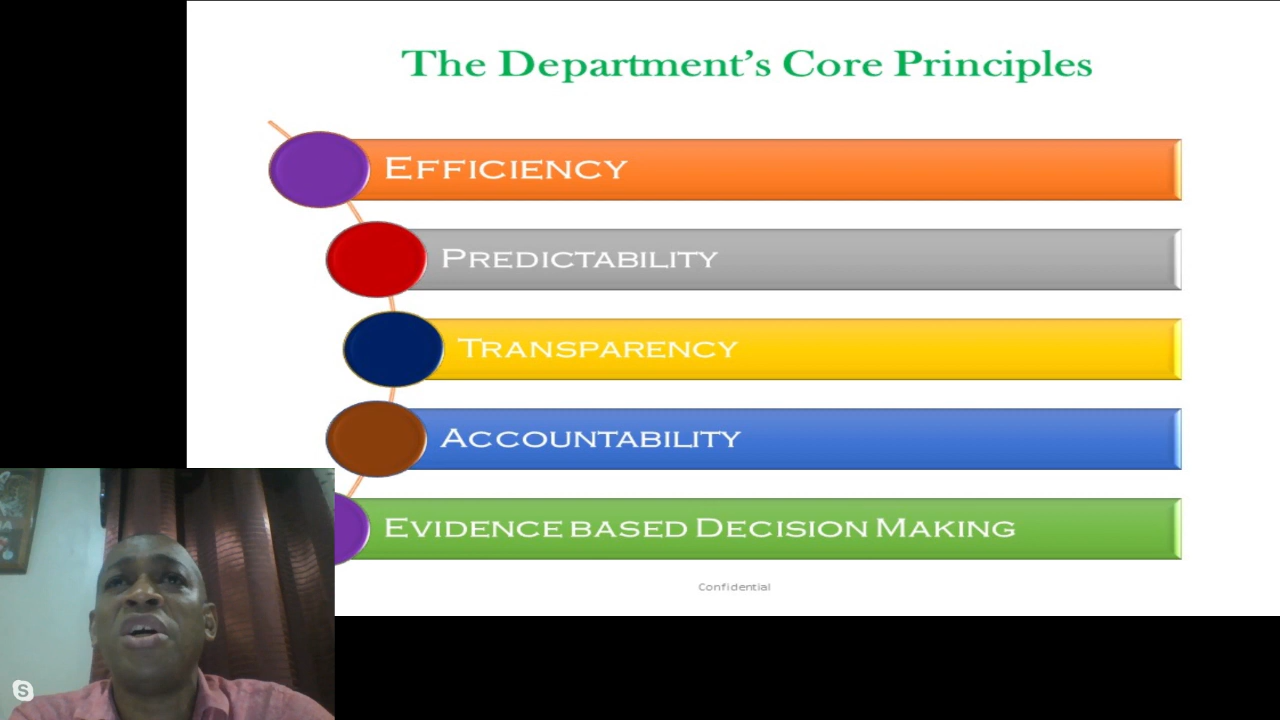 The Department's Core Principles
Efficiency
Predictability
Transparency
Accountability
Evidence based Decision Making
Confidential
S